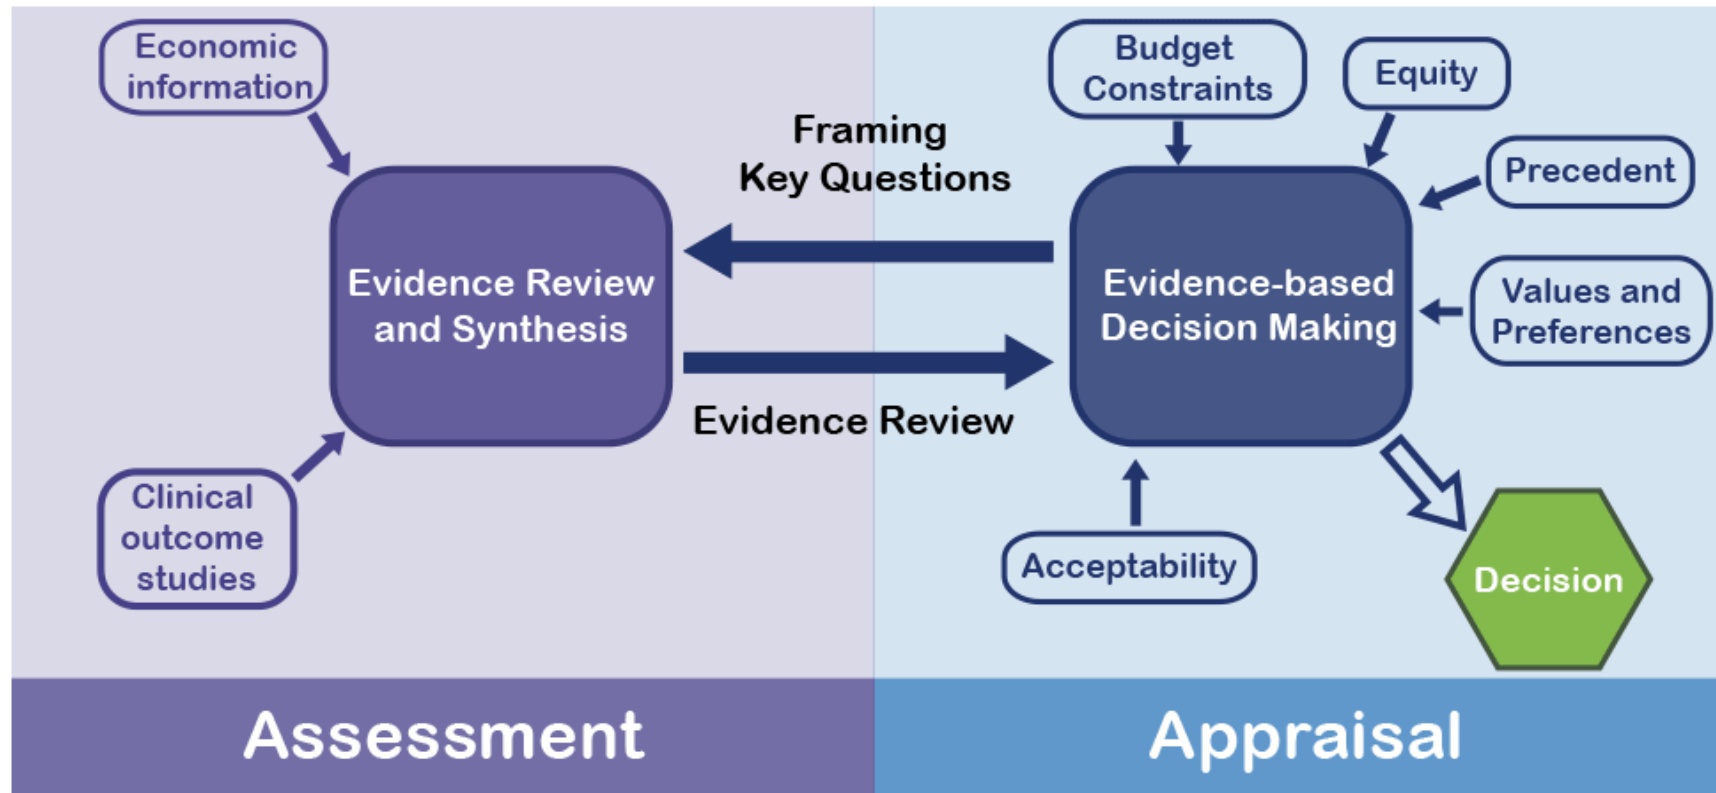 Economic
information
Clinical
outcome
studies
Evidence Review
and Synthesis
Framing
Key Questions
Evidence Review
Budget
Constraints
Equity
Precedent
Values and
Preferences
Evidence-based
Decision Making
Acceptability
Decision
Assessment
Appraisal